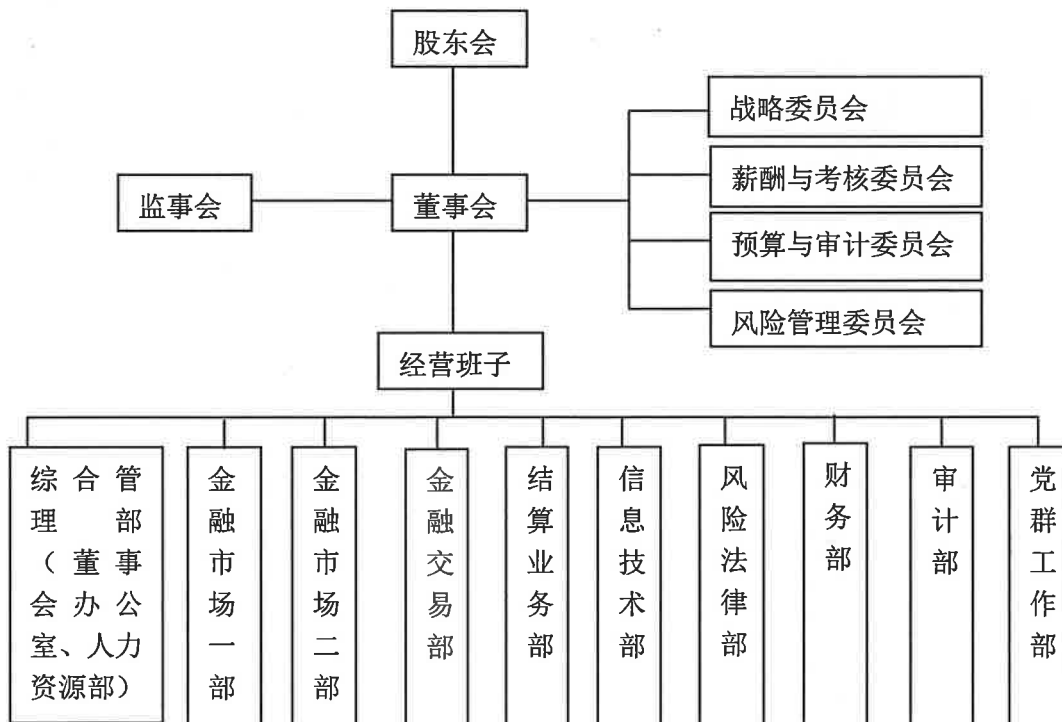 股东会
战略委员会
薪酬与考核委员会
监事会
董事会
预算与审计委员会
风险管理委员会
经营班子
综合管
理部
（董事
会办公
室、人力
资源部）
金融市场一部
金融市场二部
金融交易部
结算业务部
信息技术部
风险法律部
财务部
审计部
党群工作部